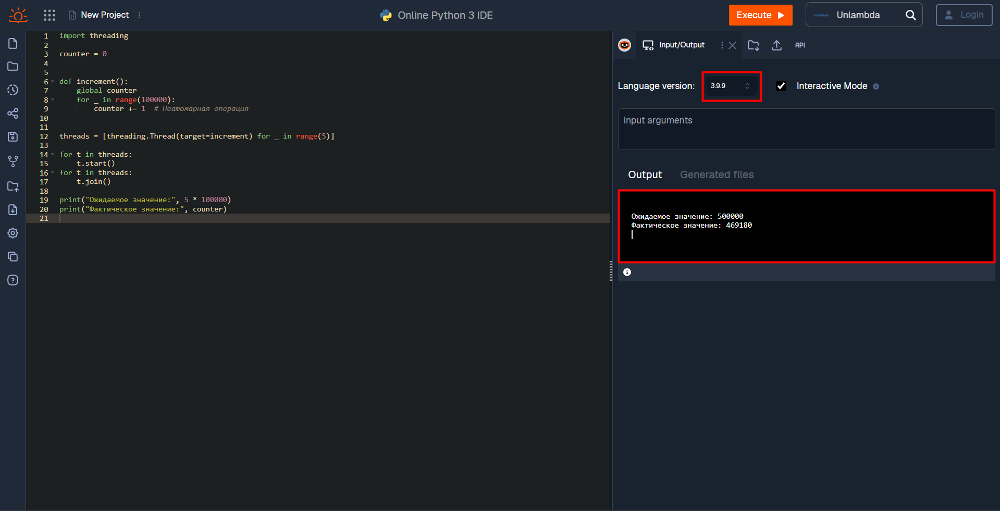 New Project
Online Python 3 IDE
Execute
Unlambda
Login
1 import threading
2
3 counter = 0
4
5
6 def increment():
7 global counter
8 for _ in range(100000):
9 counter += 1 # Неатомарная операция
10
11
12 threads = [threading.Thread(target=increment) for _ in range(5)]
13
14 for t in threads:
15 t.start()
16 for t in threads:
17 t.join()
18
19 print("Ожидаемое значение:", 5 * 100000)
20 print("Фактическое значение:", counter)
21
Input/Output
API
Language version: 3.9.9 Interactive Mode
Input arguments
Output Generated files
Ожидаемое значение: 500000
Фактическое значение: 469180